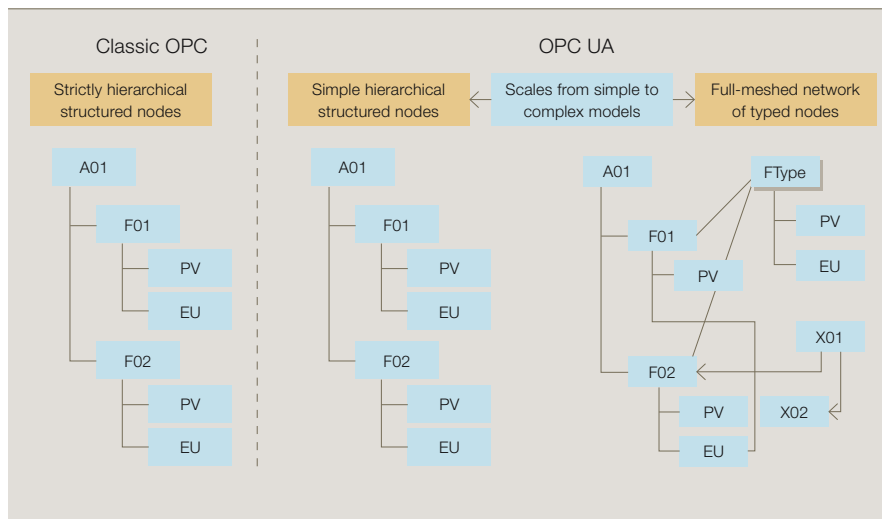 Classic OPC
Strictly hierarchical
structured nodes
A01
F01
PV
EU
F02
PV
EU
OPC UA
Simple hierarchical
structured nodes
Scales from simple to
complex models
Full-meshed network
of typed nodes
A01
F01
PV
EU
F02
PV
EU
A01
F01
PV
F02
PV
EU
FType
PV
EU
X01
X02